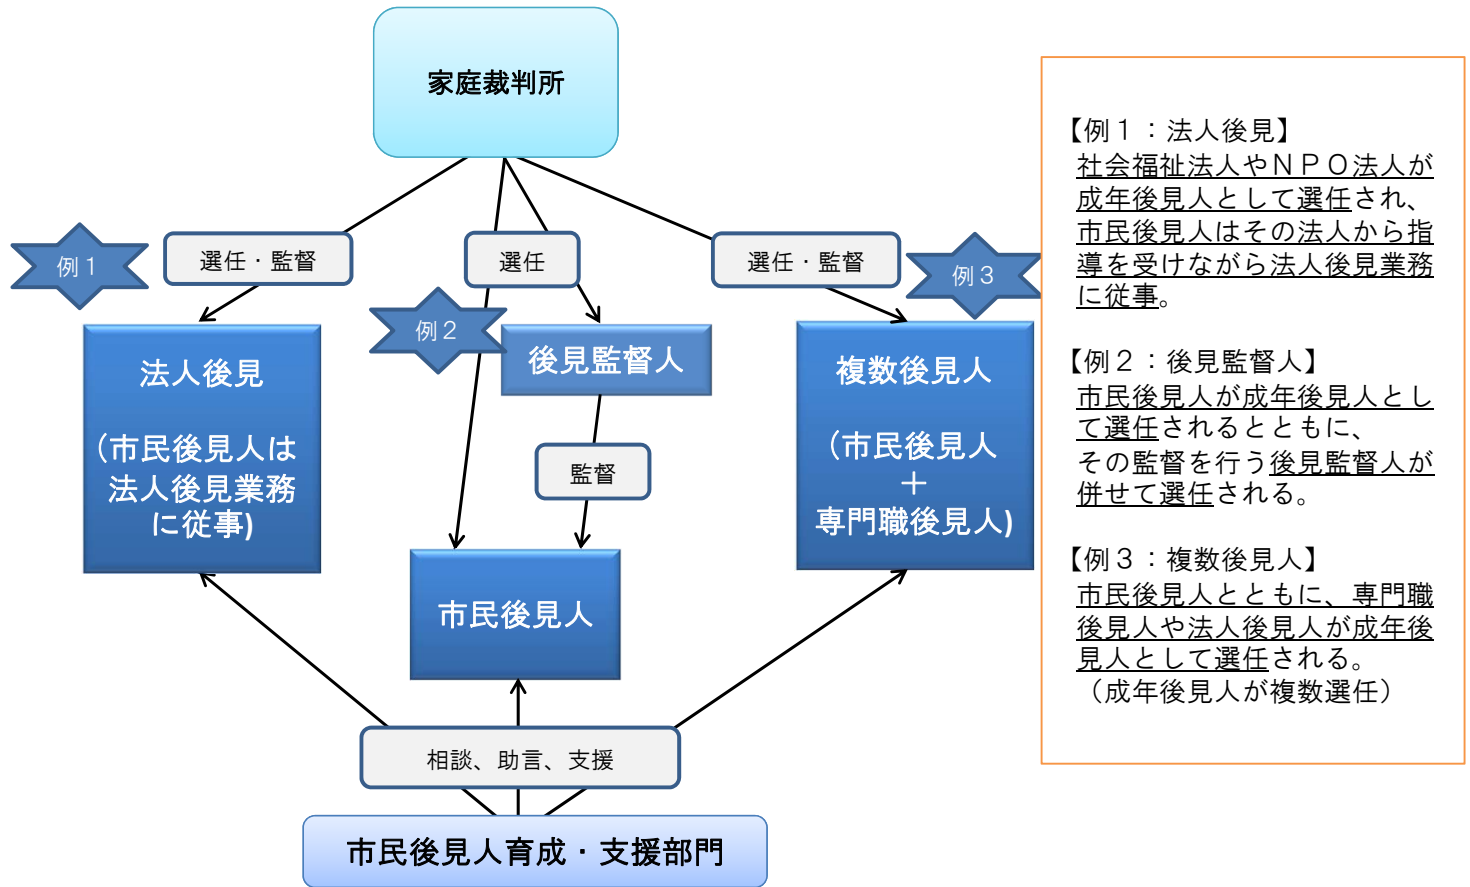 家庭裁判所
例１
選任・監督
選任
選任・監督
例３
例２
法人後見
（市民後見人は
法人後見業務
に従事)
後見監督人
監督
複数後見人
（市民後見人
＋
専門職後見人)
市民後見人
相談、助言、支援
市民後見人育成・支援部門
【例１：法人後見】
社会福祉法人やＮＰＯ法人が
成年後見人として選任され、
市民後見人はその法人から指
導を受けながら法人後見業務
に従事。
【例２：後見監督人】
市民後見人が成年後見人とし
て選任されるとともに、
その監督を行う後見監督人が
併せて選任される。
【例３：複数後見人】
市民後見人とともに、専門職
後見人や法人後見人が成年後
見人として選任される。
（成年後見人が複数選任）